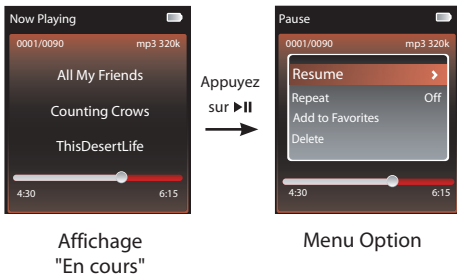 Now Playing
0001/0090 mp3 320k
All My Friends
Counting Crows
ThisDesertLife
4:30 6:15
Affichage
"En cours"
Appuyez
sur ▶II
Pause
0001/0090 mp3 320k
Resume >
Repeat Off
Add to Favorites
Delete
4:30 6:15
Menu Option